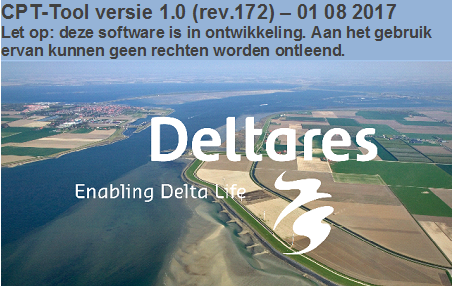 CPT-Tool versie 1.0 (rev.172) – 01 08 2017
Let op: deze software is in ontwikkeling. Aan het gebruik
ervan kunnen geen rechten worden ontleend.
Deltares
Enabling Delta Life